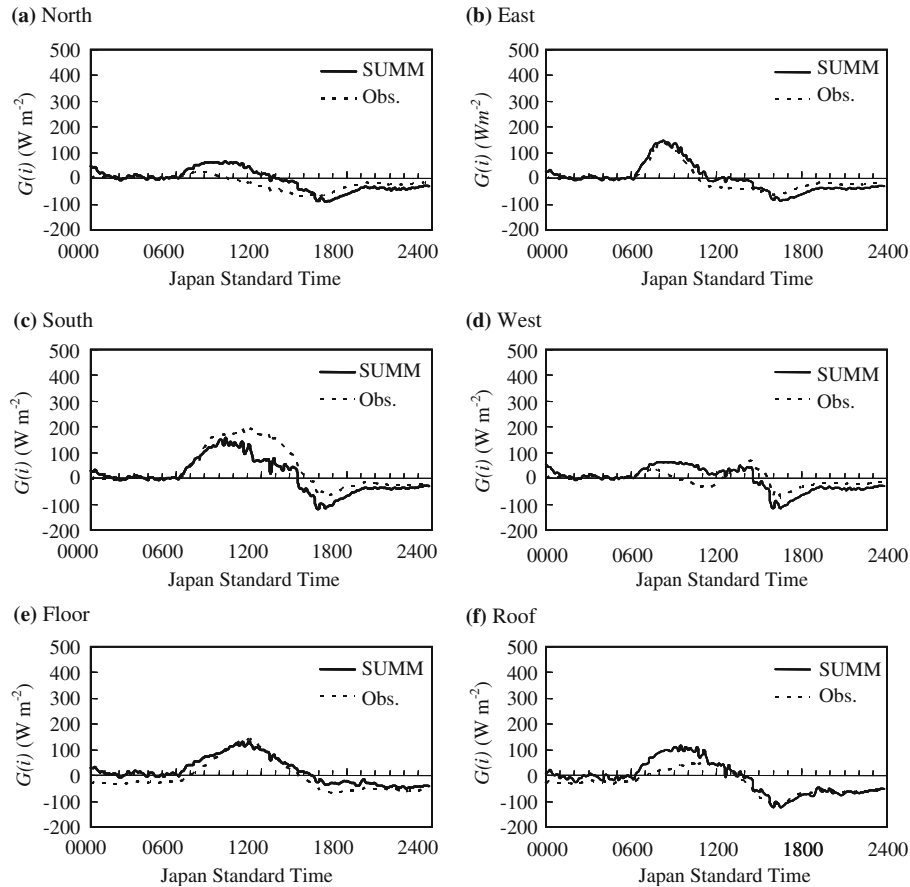 (a) North
500
400
300
200
100
0
-100
-200
G(i) (W m-2)
SUMM
Obs.
0000 0600 1200 1800 2400
Japan Standard Time
(b) East
500
400
300
200
100
0
-100
-200
G(i) (Wm-2)
SUMM
Obs.
0000 0600 1200 1800 2400
Japan Standard Time
(c) South
500
400
300
200
100
0
-100
-200
G(i) (W m-2)
SUMM
Obs.
0000 0600 1200 1800 2400
Japan Standard Time
(d) West
500
400
300
200
100
0
-100
-200
G(i) (W m-2)
SUMM
Obs.
0000 0600 1200 1800 2400
Japan Standard Time
(e) Floor
500
400
300
200
100
0
-100
-200
G(i) (W m-2)
SUMM
Obs.
0000 0600 1200 1800 2400
Japan Standard Time
(f) Roof
500
400
300
200
100
0
-100
-200
G(i) (W m-2)
SUMM
Obs.
0000 0600 1200 1800 2400
Japan Standard Time